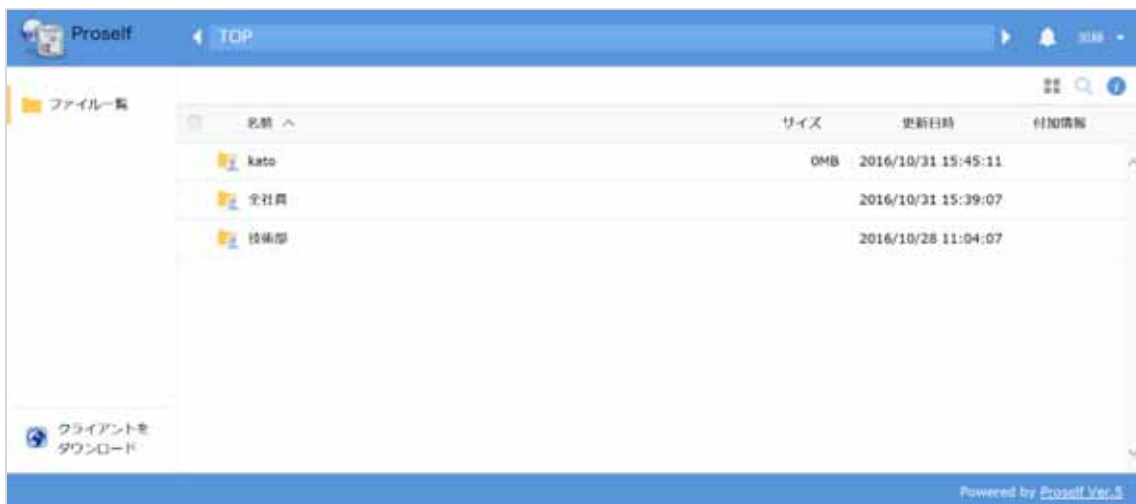 Proself
TOP
ファイル一覧
名前
サイズ
更新日時
付加情報
kato
0MB
2016/10/31 15:45:11
全社員
2016/10/31 15:39:07
技術部
2016/10/28 11:04:07
クライアントを
ダウンロード
Powered by Proself Ver.5